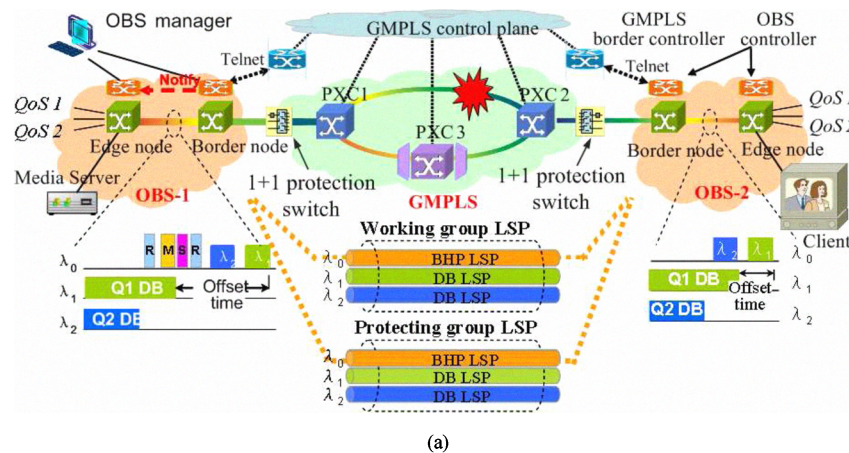 OBS manager
GMPLS control plane
GMPLS
border controller
OBS
controller
Telnet
Telnet
Notify
QoS 1
QoS 2
PXC1
PXC 2
PXC 3
QoS 1
QoS 2
Edge node
Border node
Border node
Edge node
Media Server
OBS-1
1+1 protection
switch
GMPLS
1+1 protection
switch
OBS-2
Client
Working group LSP
λ0 BHP LSP
λ1 DB LSP
λ2 DB LSP
Protecting group LSP
λ0 BHP LSP
λ1 DB LSP
λ2 DB LSP
R M S R λ2 λ1
λ0
Q1 DB
Offset
time
λ1
Q2 DB
λ2
λ2 λ1
λ0
Q1 DB
Offset
time
λ1
Q2 DB
λ2
(a)